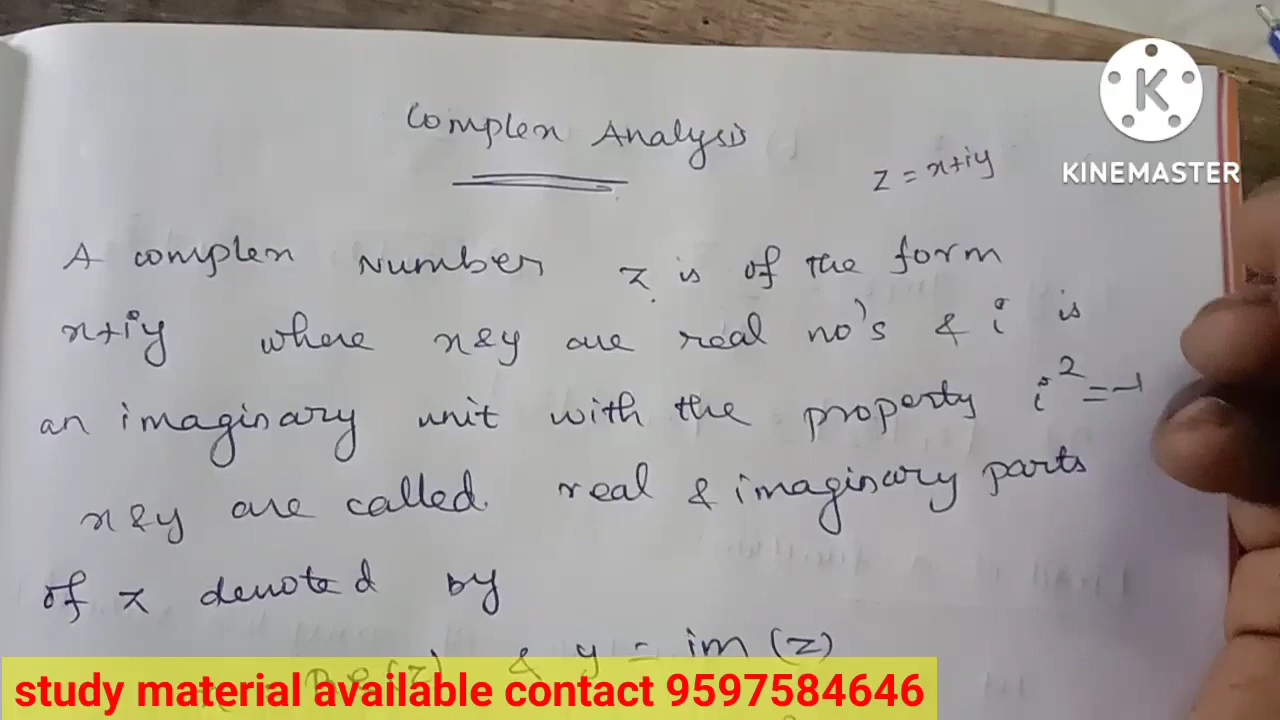 Complex Analysis
z = x+iy
K
KINEMASTER
A complex number z is of the form
x+iy where x & y are real no's & i is
an imaginary unit with the property i² = -1
x & y are called real & imaginary parts
of z denoted by
x = Re(z) & y = im (z)
study material available contact 9597584646